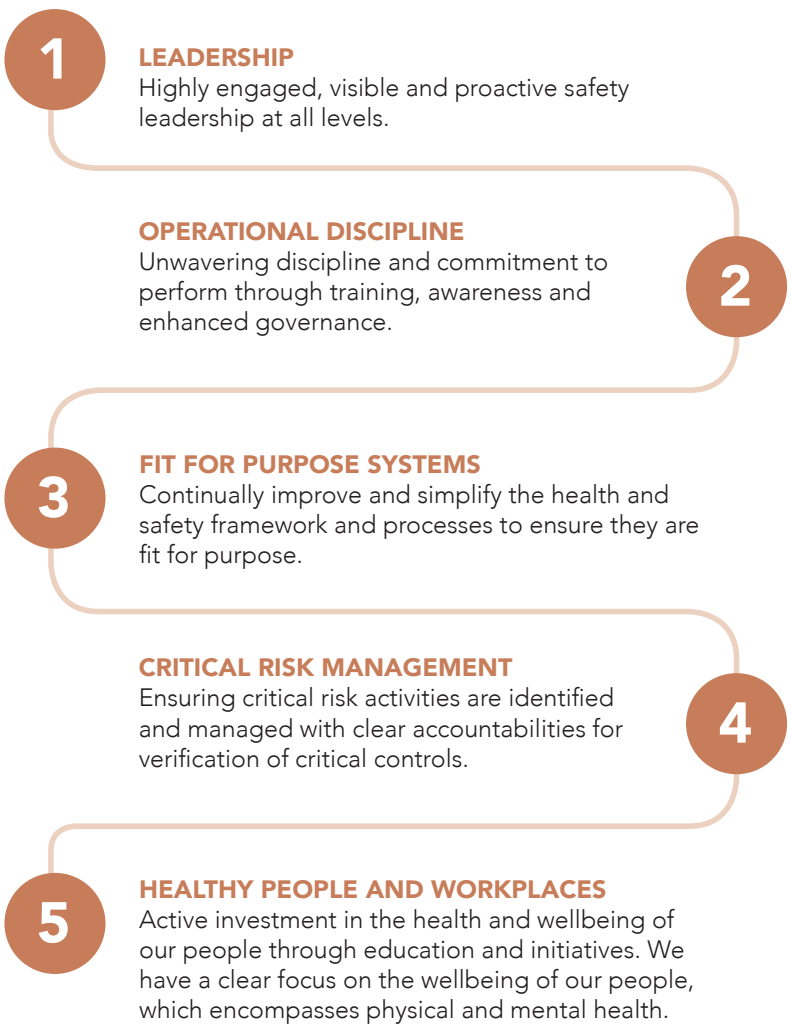 1
LEADERSHIP
Highly engaged, visible and proactive safety
leadership at all levels.
OPERATIONAL DISCIPLINE
Unwavering discipline and commitment to
perform through training, awareness and
enhanced governance.
2
3
FIT FOR PURPOSE SYSTEMS
Continually improve and simplify the health and
safety framework and processes to ensure they are
fit for purpose.
CRITICAL RISK MANAGEMENT
Ensuring critical risk activities are identified
and managed with clear accountabilities for
verification of critical controls.
4
5
HEALTHY PEOPLE AND WORKPLACES
Active investment in the health and wellbeing of
our people through education and initiatives. We
have a clear focus on the wellbeing of our people,
which encompasses physical and mental health.